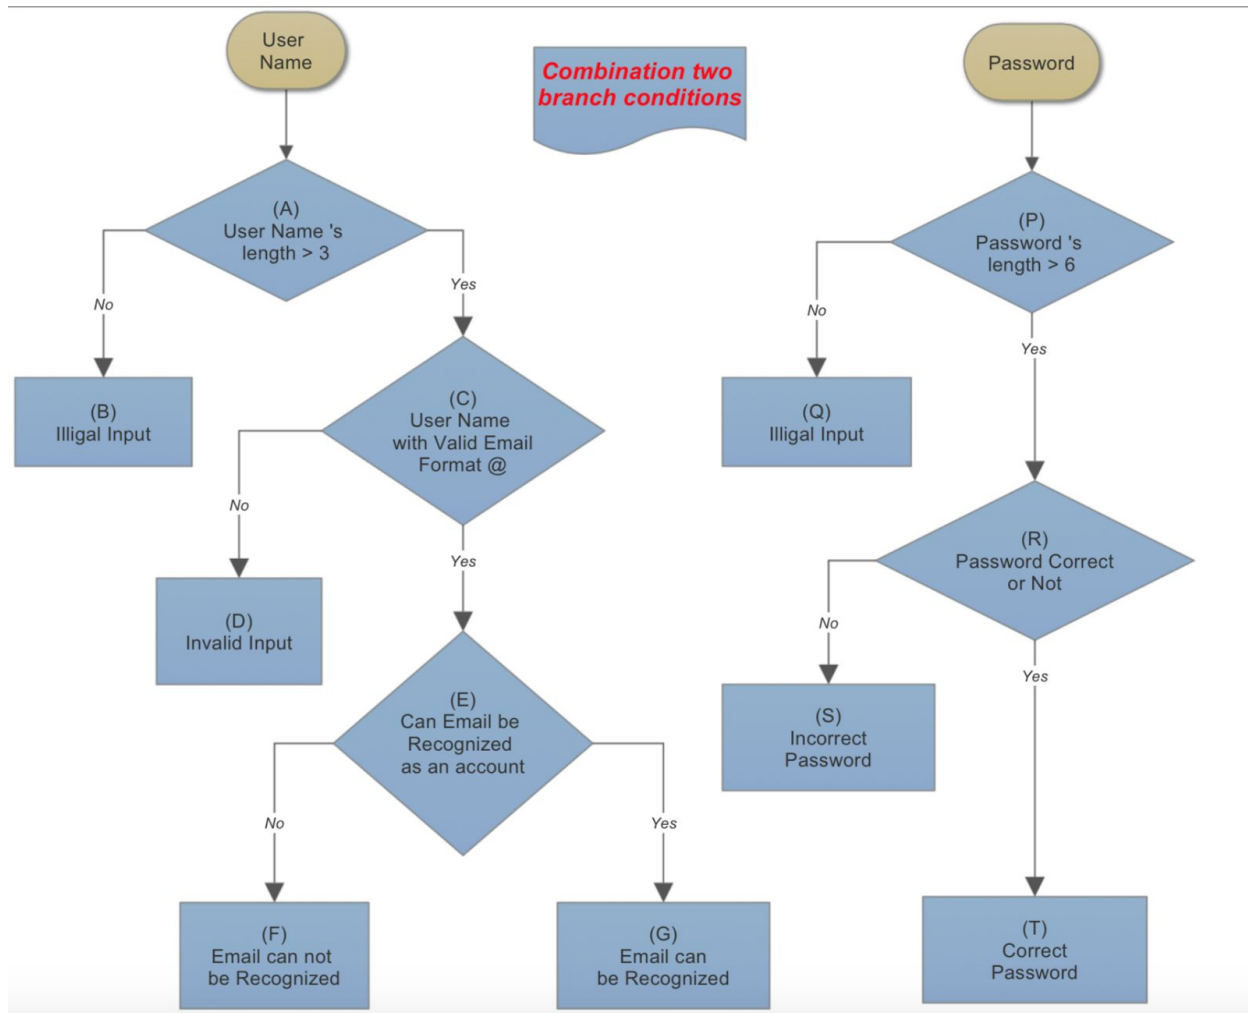 User
Name
Combination two
branch conditions
Password
(A)
User Name 's
length > 3
No
Yes
(P)
Password 's
length > 6
No
Yes
(B)
Illigal Input
(C)
User Name
with Valid Email
Format @
No
Yes
(Q)
Illigal Input
(D)
Invalid Input
(R)
Password Correct
or Not
No
Yes
(E)
Can Email be
Recognized
as an account
No
Yes
(S)
Incorrect
Password
(F)
Email can not
be Recognized
(G)
Email can
be Recognized
(T)
Correct
Password